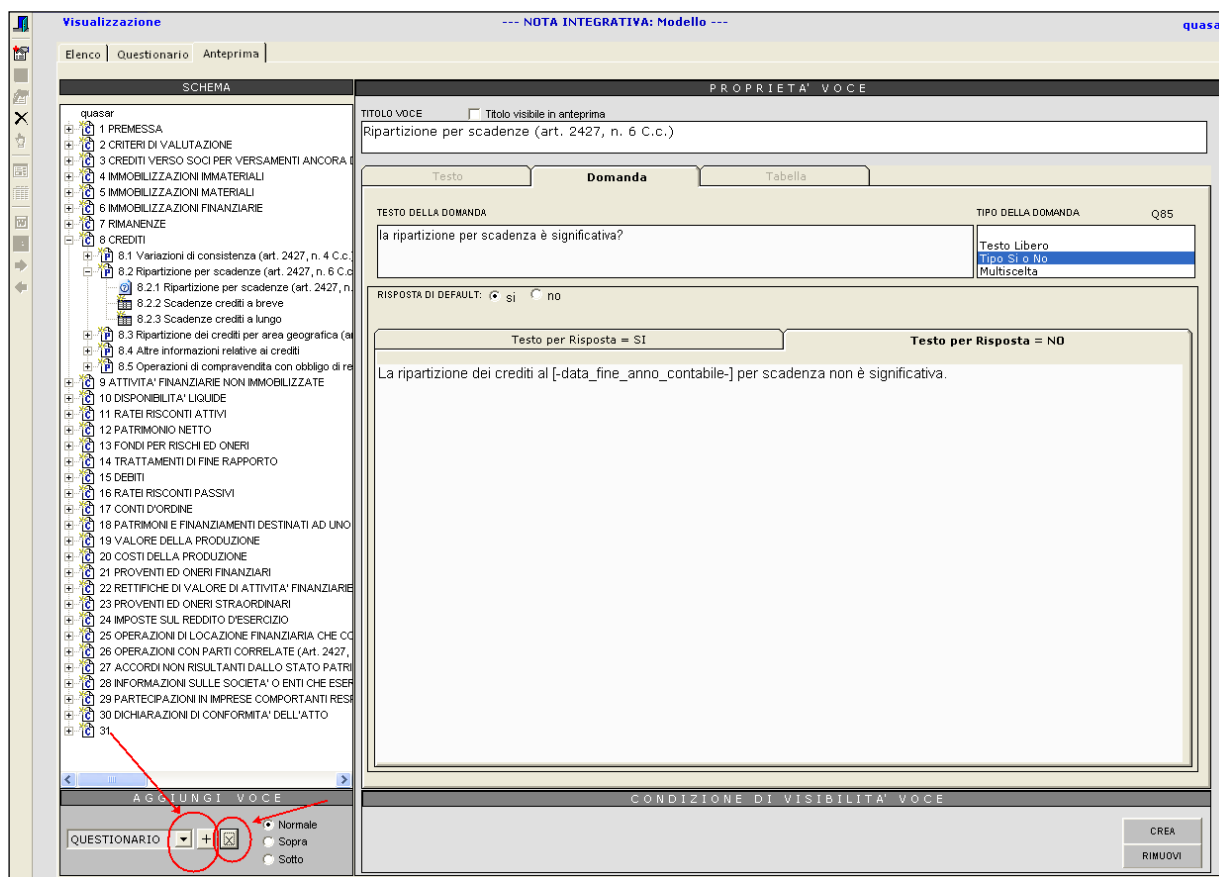 Visualizzazione
--- NOTA INTEGRATIVA: Modello ---
quasa
Elenco
Questionario
Anteprima
SCHEMA
quasar
1 PREMESSA
2 CRITERI DI VALUTAZIONE
3 CREDITI VERSO SOCI PER VERSAMENTI ANCORA
4 IMMOBILIZZAZIONI IMMATERIALI
5 IMMOBILIZZAZIONI MATERIALI
6 IMMOBILIZZAZIONI FINANZIARIE
7 RIMANENZE
8 CREDITI
8.1 Variazioni di consistenza (art. 2427, n. 4 C.c.)
8.2 Ripartizione per scadenze (art. 2427, n. 6 C.c
8.2.1 Ripartizione per scadenze (art. 2427, n.
8.2.2 Scadenze crediti a breve
8.2.3 Scadenze crediti a lungo
8.3 Ripartizione dei crediti per area geografica (a
8.4 Altre informazioni relative ai crediti
8.5 Operazioni di compravendita con obbligo di re
9 ATTIVITA' FINANZIARIE NON IMMOBILIZZATE
10 DISPONIBILITA' LIQUIDE
11 RATEI RISCONTI ATTIVI
12 PATRIMONIO NETTO
13 FONDI PER RISCHI ED ONERI
14 TRATTAMENTI DI FINE RAPPORTO
15 DEBITI
16 RATEI RISCONTI PASSIVI
17 CONTI D'ORDINE
18 PATRIMONI E FINANZIAMENTI DESTINATI AD UNO
19 VALORE DELLA PRODUZIONE
20 COSTI DELLA PRODUZIONE
21 PROVENTI ED ONERI FINANZIARI
22 RETTIFICHE DI VALORE DI ATTIVITA' FINANZIARIE
23 PROVENTI ED ONERI STRAORDINARI
24 IMPOSTE SUL REDDITO D'ESERCIZIO
25 OPERAZIONI DI LOCAZIONE FINANZIARIA CHE CO
26 OPERAZIONI CON PARTI CORRELATE (Art. 2427,
27 ACCORDI NON RISULTANTI DALLO STATO PATRI
28 INFORMAZIONI SULLE SOCIETA' O ENTI CHE ESER
29 PARTECIPAZIONI IN IMPRESE COMPORTANTI RES
30 DICHIARAZIONI DI CONFORMITA' DELL'ATTO
31
AGGIUNGI VOCE
QUESTIONARIO
Normale
Sopra
Sotto
PROPRIETA' VOCE
TITOLO VOCE
Titolo visibile in anteprima
Ripartizione per scadenze (art. 2427, n. 6 C.c.)
Testo
Domanda
Tabella
TESTO DELLA DOMANDA
TIPO DELLA DOMANDA
Q85
la ripartizione per scadenza è significativa?
Testo Libero
Tipo Si o No
Multiscelta
RISPOSTA DI DEFAULT: si no
Testo per Risposta = SI
Testo per Risposta = NO
La ripartizione dei crediti al [-data_fine_anno_contabile-] per scadenza non è significativa.
CONDIZIONE DI VISIBILITA' VOCE
CREA
RIMUOVI